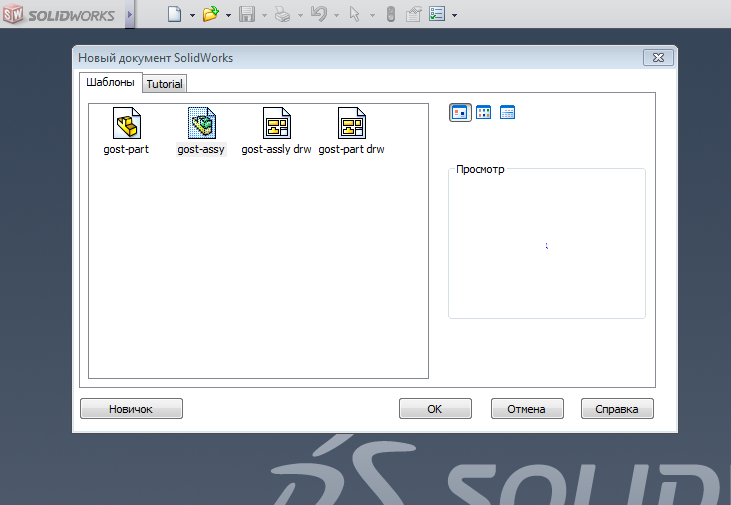 SW SOLIDWORKS
Новый документ SolidWorks
Шаблоны
Tutorial
gost-part
gost-assy
gost-assly drw
gost-part drw
Просмотр
Новичок
OK
Отмена
Справка
SOLID